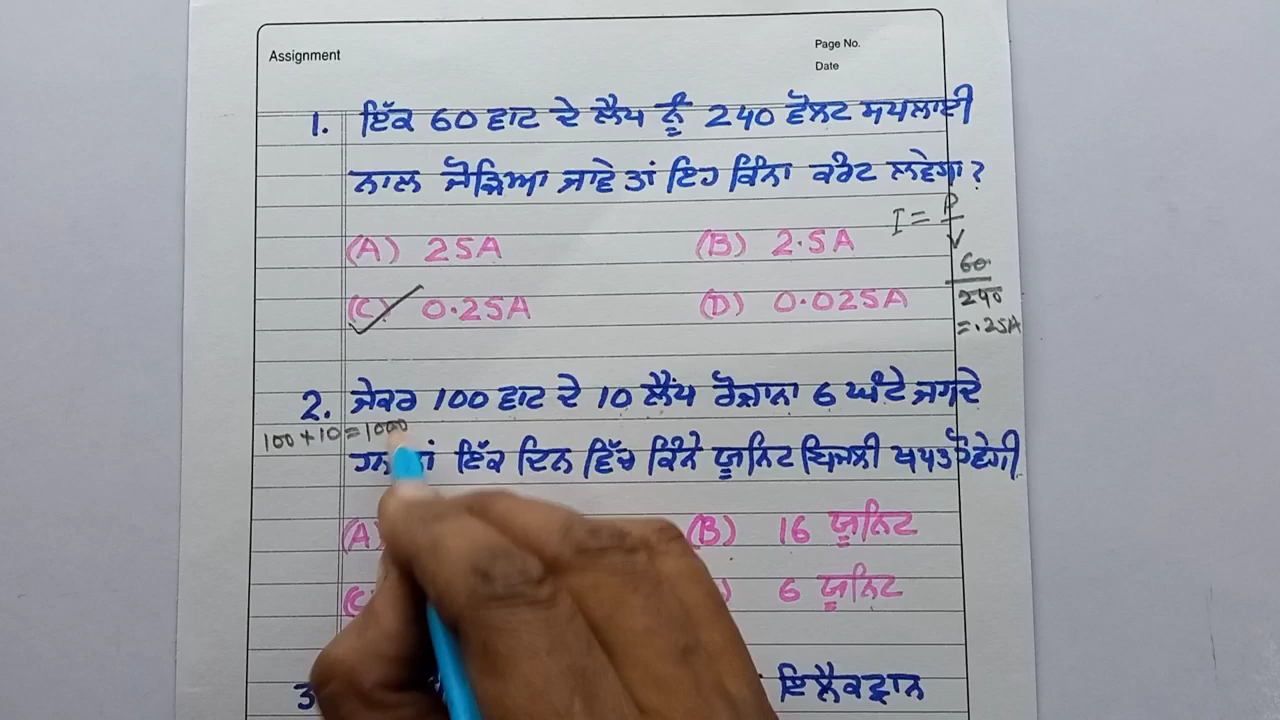 Assignment
Page No.
Date
1. ਇੱਕ 60 ਵਾਟ ਦੇ ਲੈਂਪ ਨੂੰ 240 ਵੋਲਟ ਸਪਲਾਈ
ਨਾਲ ਜੋੜਿਆ ਜਾਵੇ ਤਾਂ ਇਹ ਕਿੰਨਾ ਕਰੰਟ ਲਵੇਗਾ?
I = P/V
(A) 25A (B) 2.5A
60/240
(C) 0.25A (D) 0.025A
= .25A
2. ਜੇਕਰ 100 ਵਾਟ ਦੇ 10 ਲੈਂਪ ਰੋਜ਼ਾਨਾ 6 ਘੰਟੇ ਜਗਦੇ
100+10=1000
ਇੱਕ ਦਿਨ ਵਿੱਚ ਕਿੰਨੇ ਯੂਨਿਟ ਬਿਜਲੀ ਖਪਤ ਹੋਵੇਗੀ
(A) (B) 16 ਯੂਨਿਟ
(C) 6 ਯੂਨਿਟ
3 ਇਲੈਕਟ੍ਰਾਨ